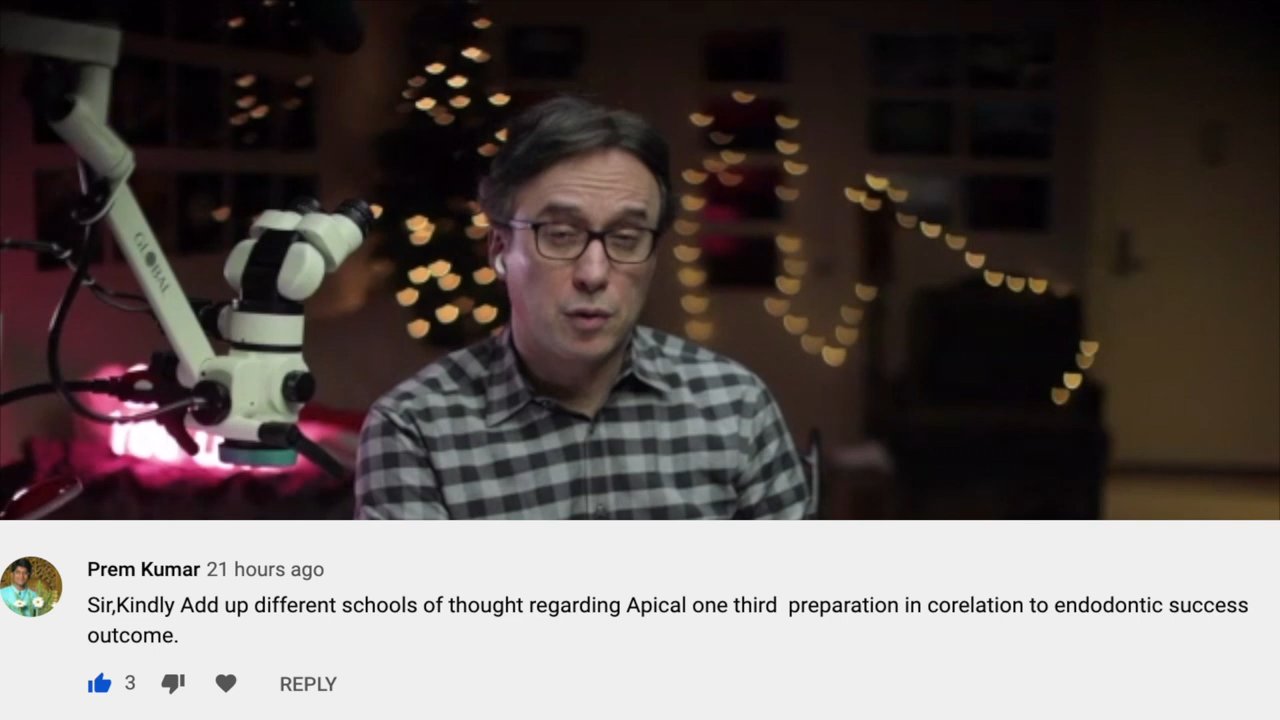 GLOBAL
Prem Kumar 21 hours ago
Sir,Kindly Add up different schools of thought regarding Apical one third  preparation in corelation to endodontic success
outcome.
3 REPLY